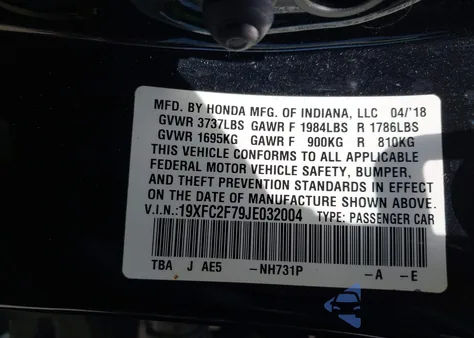 MFD. BY HONDA MFG. OF INDIANA, LLC 04/'18
GVWR 3737LBS GAWR F 1984LBS R 1786LBS
GVWR 1695KG GAWR F 900KG R 810KG
THIS VEHICLE CONFORMS TO ALL APPLICABLE
FEDERAL MOTOR VEHICLE SAFETY, BUMPER,
AND THEFT PREVENTION STANDARDS IN EFFECT
ON THE DATE OF MANUFACTURE SHOWN ABOVE.
V.I.N.:19XFC2F79JE032004 TYPE: PASSENGER CAR
TBA J AE5 -NH731P -A -E